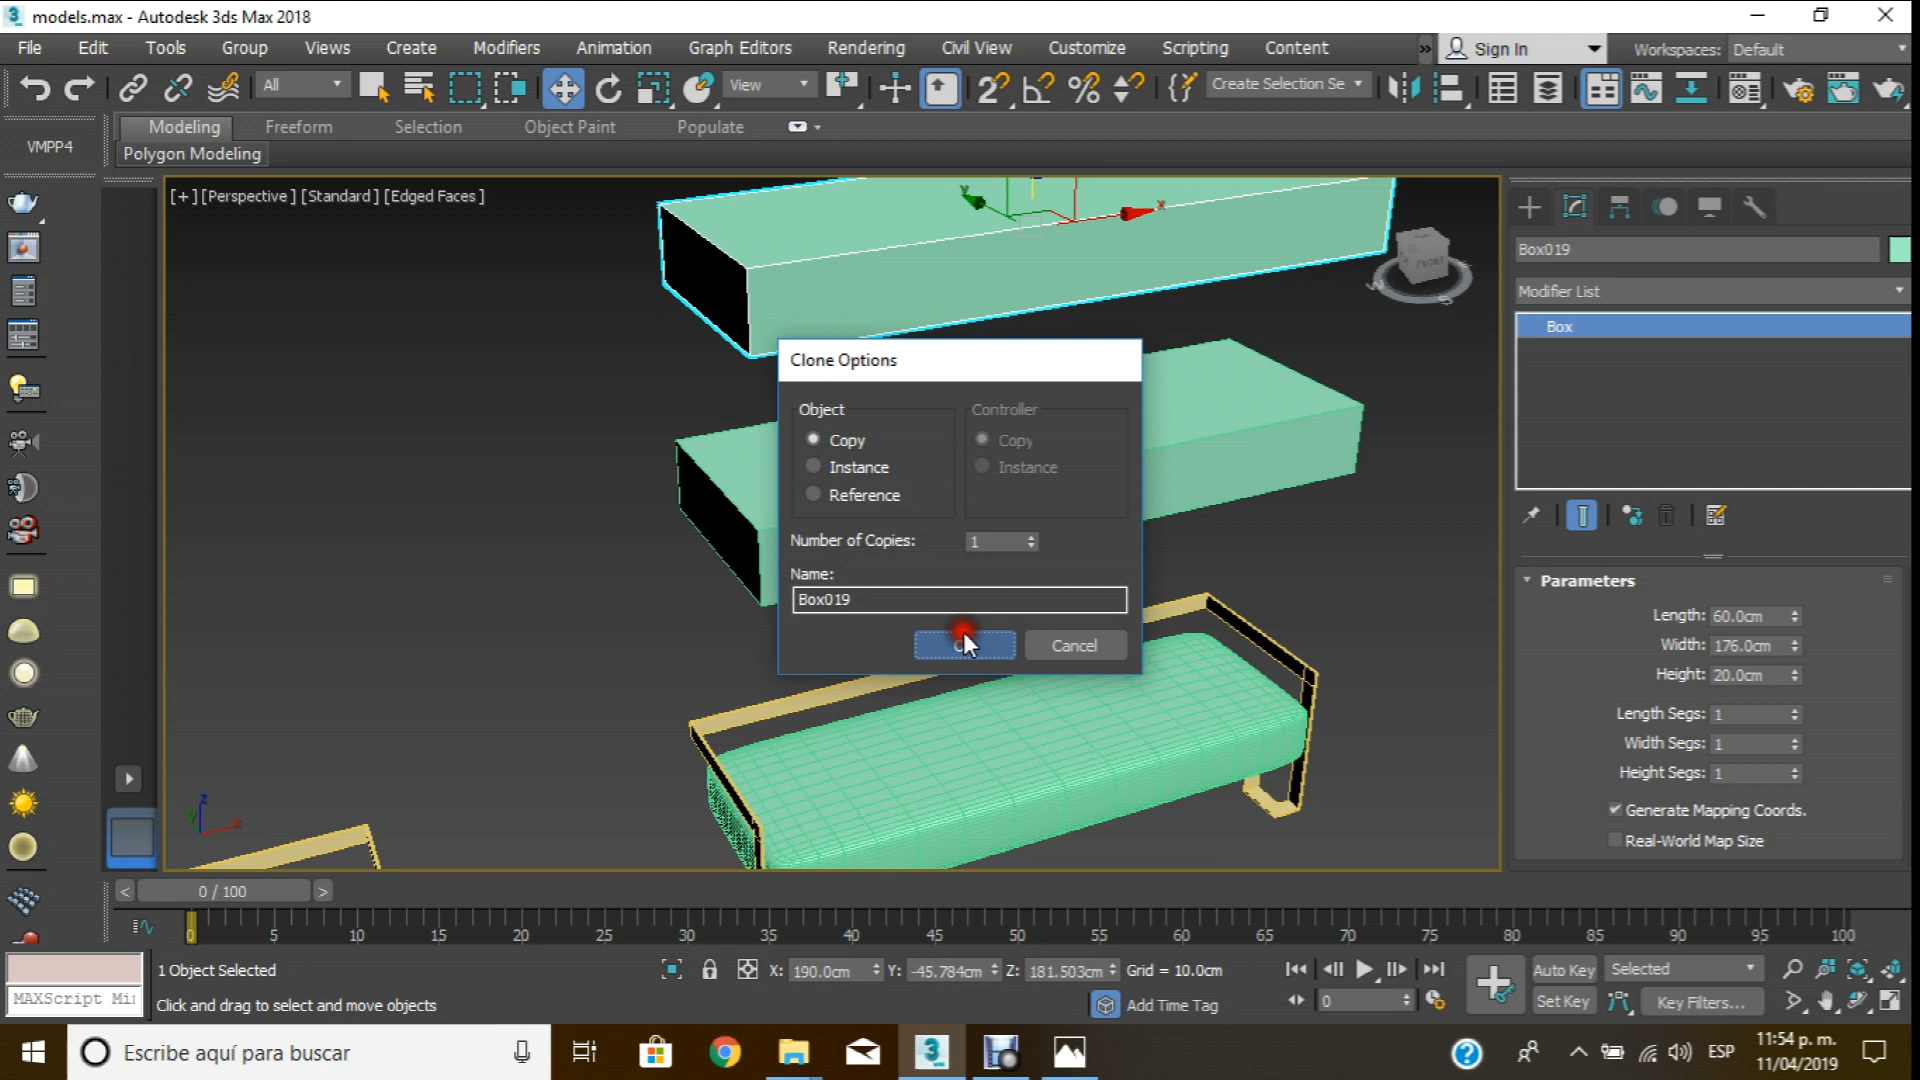 models.max - Autodesk 3ds Max 2018
File Edit Tools Group Views Create Modifiers Animation Graph Editors Rendering Civil View Customize Scripting Content » Sign In Workspaces: Default
All View Create Selection Se
Modeling Freeform Selection Object Paint Populate
VMPP4
Polygon Modeling
[+] [Perspective] [Standard] [Edged Faces]
Y X
FRONT
W S
Box019
Modifier List
Box
Clone Options
Object Controller
Copy Copy
Instance Instance
Reference
Number of Copies: 1
Name:
Box019
Cancel
Parameters
Length: 60.0cm
Width: 176.0cm
Height: 20.0cm
Length Segs: 1
Width Segs: 1
Height Segs: 1
Generate Mapping Coords.
Real-World Map Size
z
y x
< 0 / 100 >
0 5 10 15 20 25 30 35 40 45 50 55 60 65 70 75 80 85 90 95 100
1 Object Selected X: 190.0cm Y: -45.784cm Z: 181.503cm Grid = 10.0cm Auto Key Selected
MAXScript Mi Click and drag to select and move objects Add Time Tag 0 Set Key Key Filters...
Escribe aquí para buscar
ESP
11:54 p. m.
11/04/2019